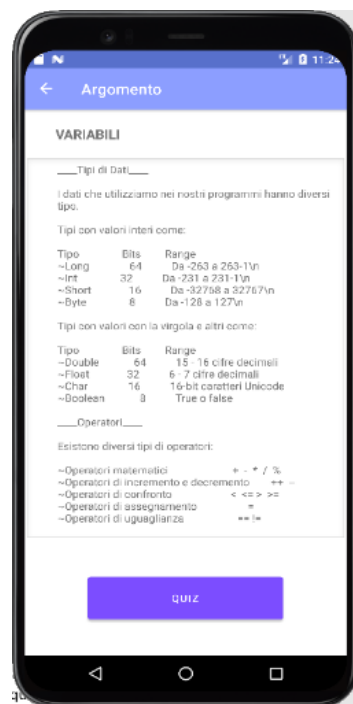 11:24
Argomento
VARIABILI
___Tipi di Dati___
I dati che utilizziamo nei nostri programmi hanno diversi
tipo.
Tipi con valori interi come:
Tipo Bits Range
~Long 64 Da -263 a 263-1\n
~Int 32 Da -231 a 231-1\n
~Short 16 Da -32768 a 32767\n
~Byte 8 Da -128 a 127\n
Tipi con valori con la virgola e altri come:
Tipo Bits Range
~Double 64 15 - 16 cifre decimali
~Float 32 6 - 7 cifre decimali
~Char 16 16-bit caratteri Unicode
~Boolean 8 True o false
___Operatori___
Esistono diversi tipi di operatori:
~Operatori matematici + - * / %
~Operatori di incremento e decremento ++ --
~Operatori di confronto < <= > >=
~Operatori di assegnamento =
~Operatori di uguaglianza == !=
QUIZ